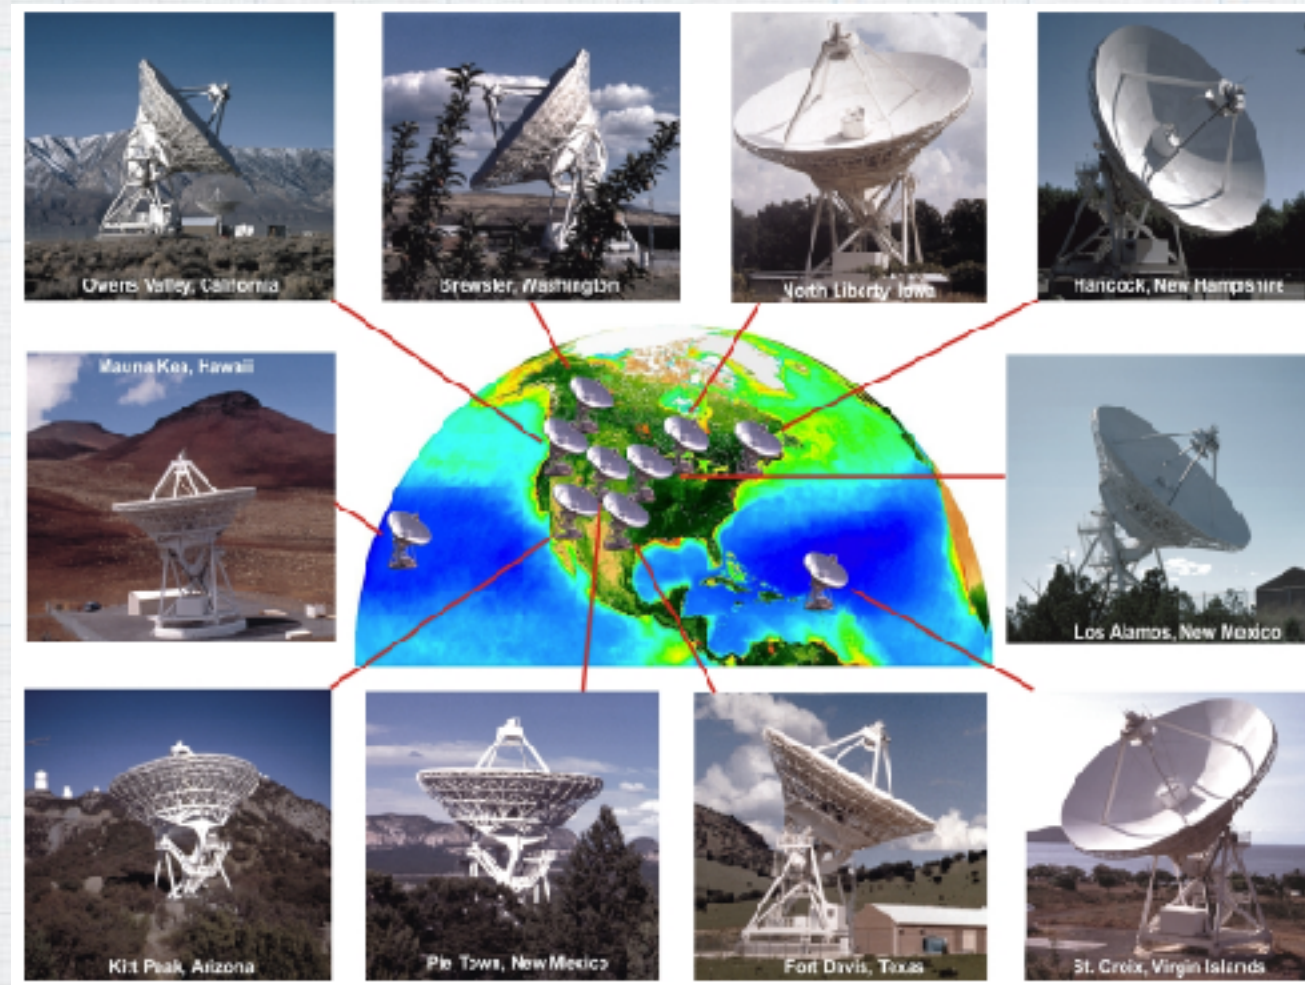 Owens Valley, California
Brewster, Washington
North Liberty Iowa
Hancock, New Hampshire
Mauna Kea, Hawaii
Los Alamos, New Mexico
Kitt Peak, Arizona
Pie Town, New Mexico
Fort Davis, Texas
St. Croix, Virgin Islands